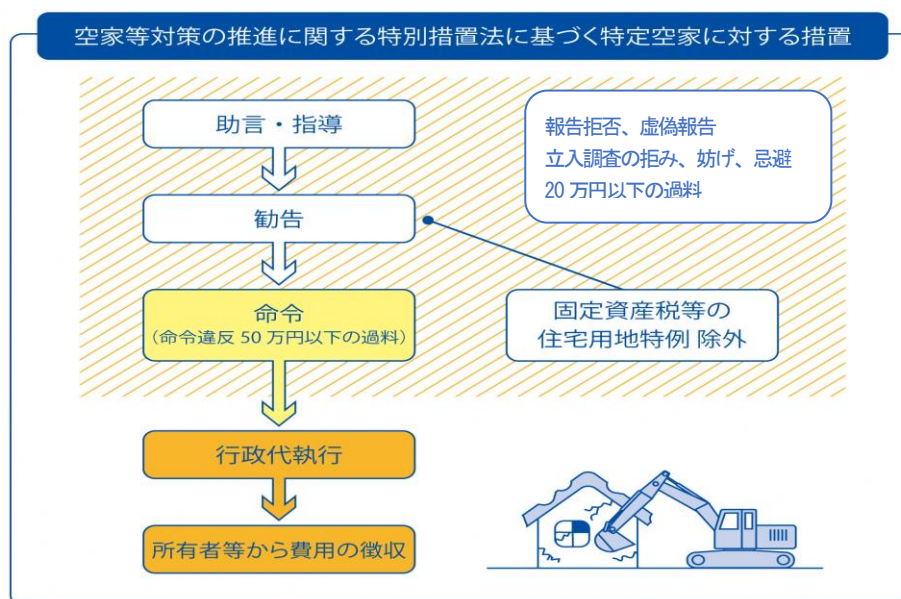 空家等対策の推進に関する特別措置法に基づく特定空家に対する措置
助言・指導
報告拒否、虚偽報告
立入調査の拒み、妨げ、忌避
20 万円以下の過料
勧告
命令
(命令違反 50 万円以下の過料)
固定資産税等の
住宅用地特例 除外
行政代執行
所有者等から費用の徴収